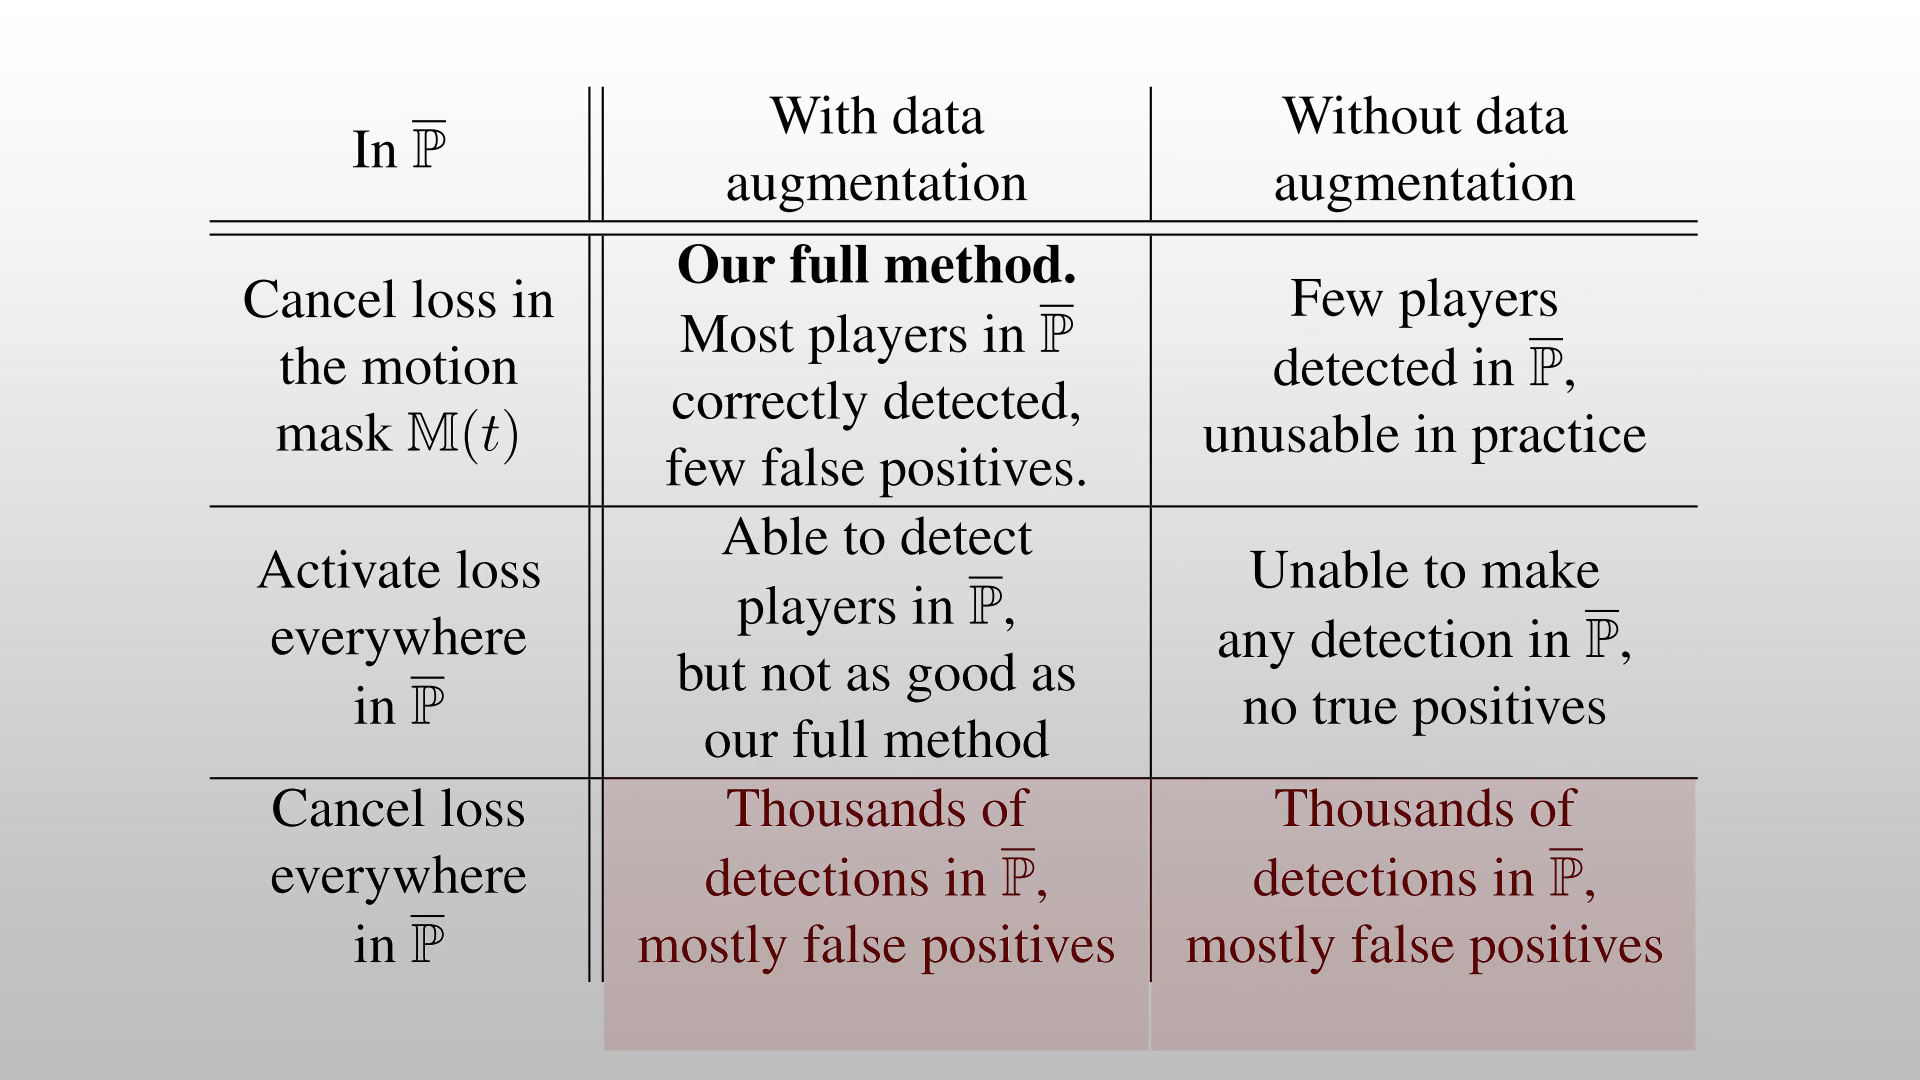 In ℙ̅
With data
augmentation
Without data
augmentation
Cancel loss in
the motion
mask 𝕄(t)
Our full method.
Most players in ℙ̅
correctly detected,
few false positives.
Few players
detected in ℙ̅,
unusable in practice
Activate loss
everywhere
in ℙ̅
Able to detect
players in ℙ̅,
but not as good as
our full method
Unable to make
any detection in ℙ̅,
no true positives
Cancel loss
everywhere
in ℙ̅
Thousands of
detections in ℙ̅,
mostly false positives
Thousands of
detections in ℙ̅,
mostly false positives